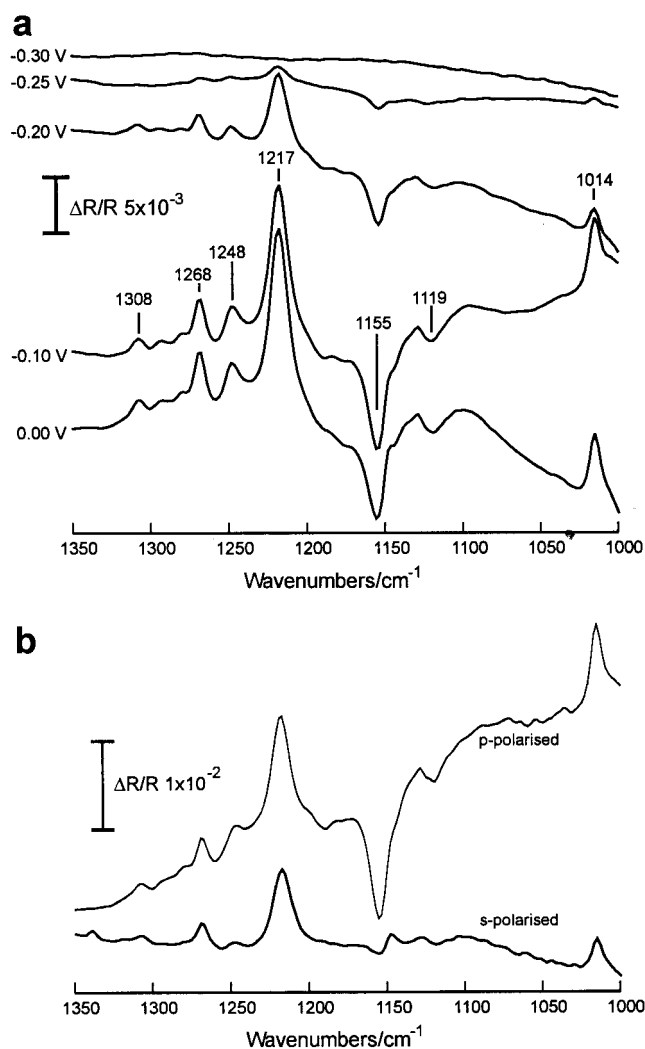 a
-0.30 V
-0.25 V
-0.20 V
ΔR/R 5x10⁻³
1217
1014
1248
1268
1308
1155
1119
-0.10 V
0.00 V
1350 1300 1250 1200 1150 1100 1050 1000
Wavenumbers/cm⁻¹
b
ΔR/R 1x10⁻²
p-polarised
s-polarised
1350 1300 1250 1200 1150 1100 1050 1000
Wavenumbers/cm⁻¹